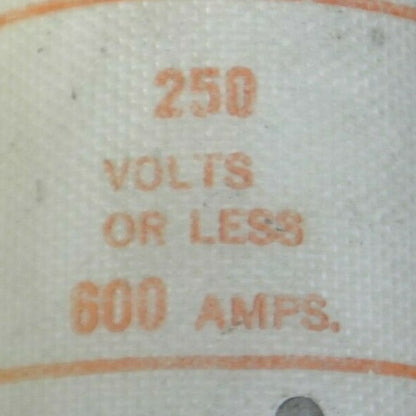 250
VOLTS
OR LESS
600 AMPS.